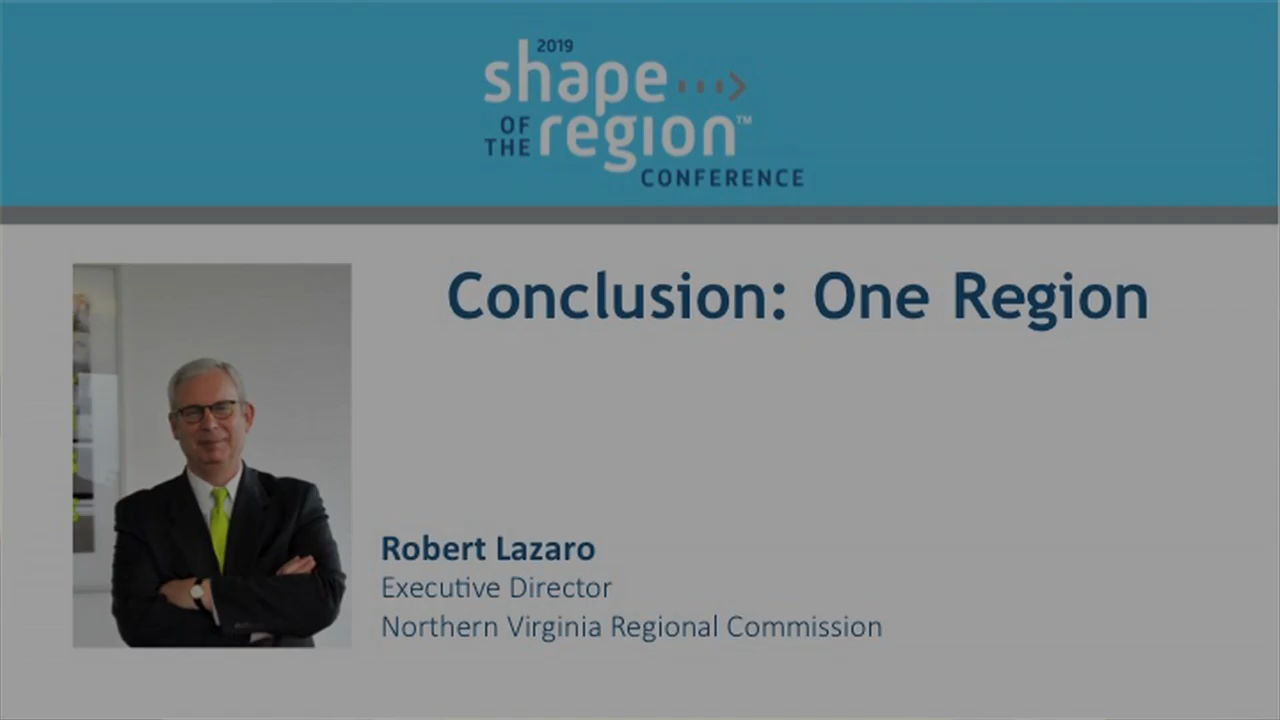 2019
shape
OF THE region™
CONFERENCE
Conclusion: One Region
Robert Lazaro
Executive Director
Northern Virginia Regional Commission